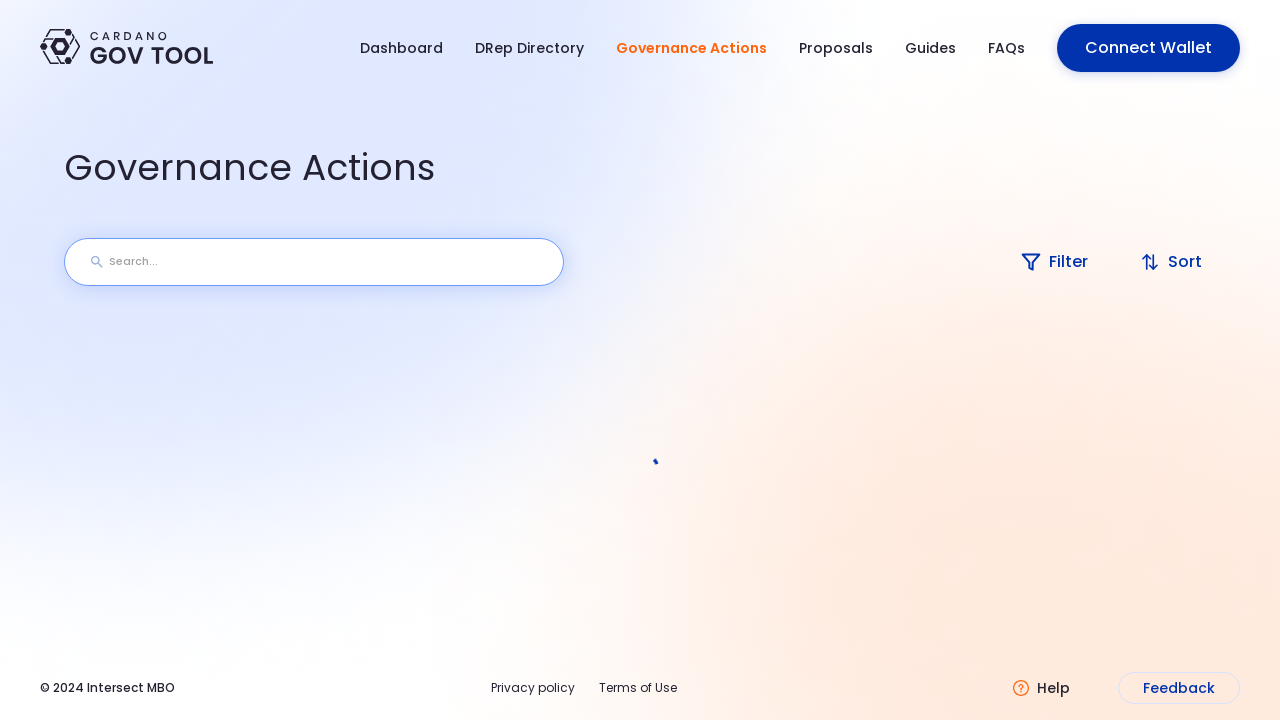 CARDANO
GOV TOOL
Dashboard
DRep Directory
Governance Actions
Proposals
Guides
FAQs
Connect Wallet
Governance Actions
Search...
Filter
Sort
© 2024 Intersect MBO
Privacy policy
Terms of Use
Help
Feedback